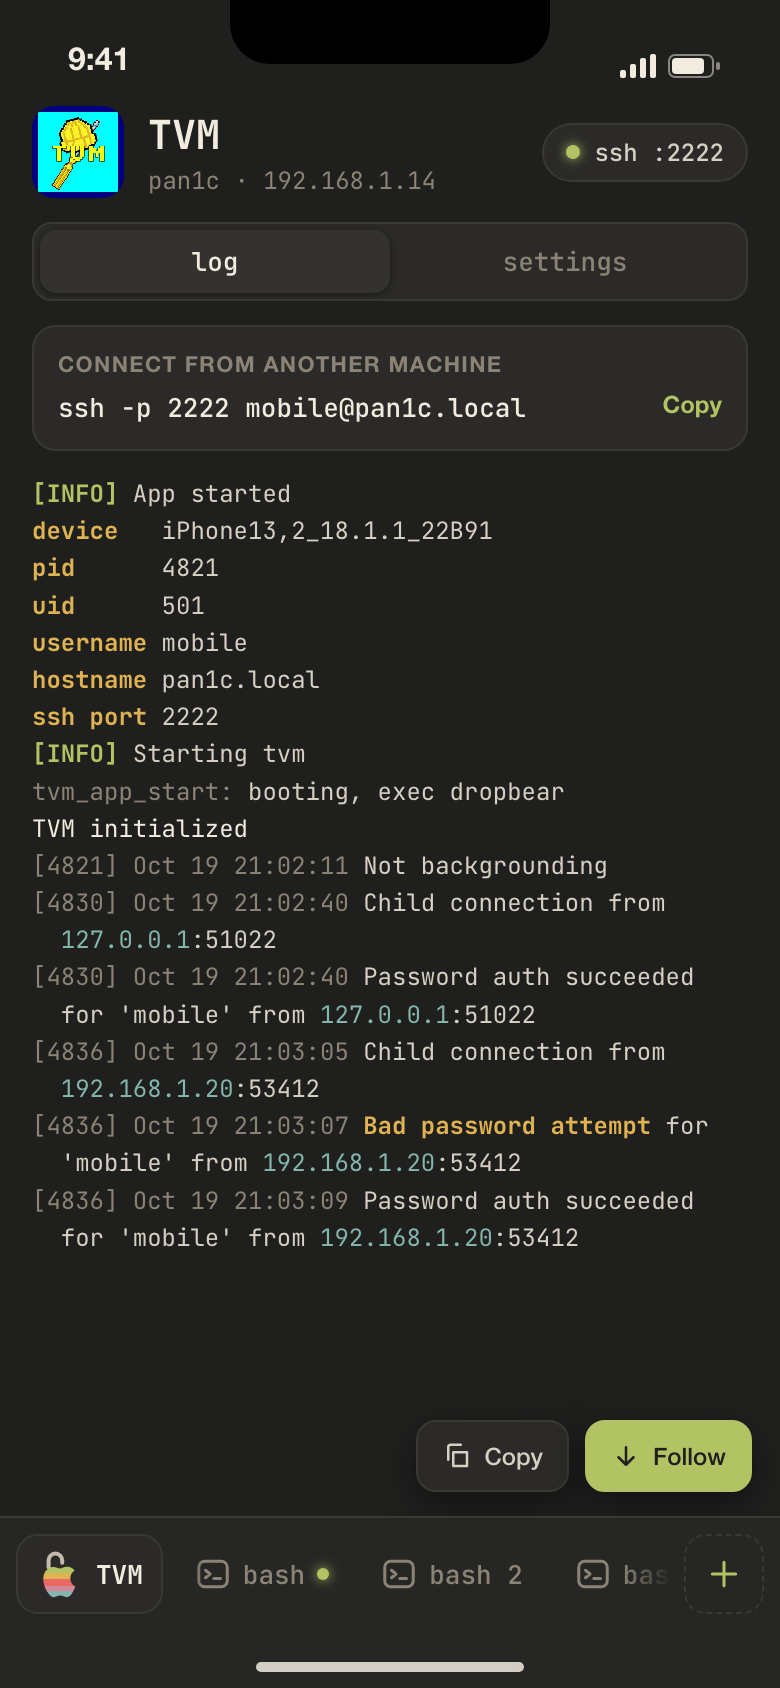 9:41
TVM
TVM
pan1c · 192.168.1.14
ssh :2222
log
settings
CONNECT FROM ANOTHER MACHINE
ssh -p 2222 mobile@pan1c.local
Copy
[INFO] App started
device iPhone13,2_18.1.1_22B91
pid 4821
uid 501
username mobile
hostname pan1c.local
ssh port 2222
[INFO] Starting tvm
tvm_app_start: booting, exec dropbear
TVM initialized
[4821] Oct 19 21:02:11 Not backgrounding
[4830] Oct 19 21:02:40 Child connection from
127.0.0.1:51022
[4830] Oct 19 21:02:40 Password auth succeeded
for 'mobile' from 127.0.0.1:51022
[4836] Oct 19 21:03:05 Child connection from
192.168.1.20:53412
[4836] Oct 19 21:03:07 Bad password attempt for
'mobile' from 192.168.1.20:53412
[4836] Oct 19 21:03:09 Password auth succeeded
for 'mobile' from 192.168.1.20:53412
Copy
Follow
TVM
bash
bash 2
bas